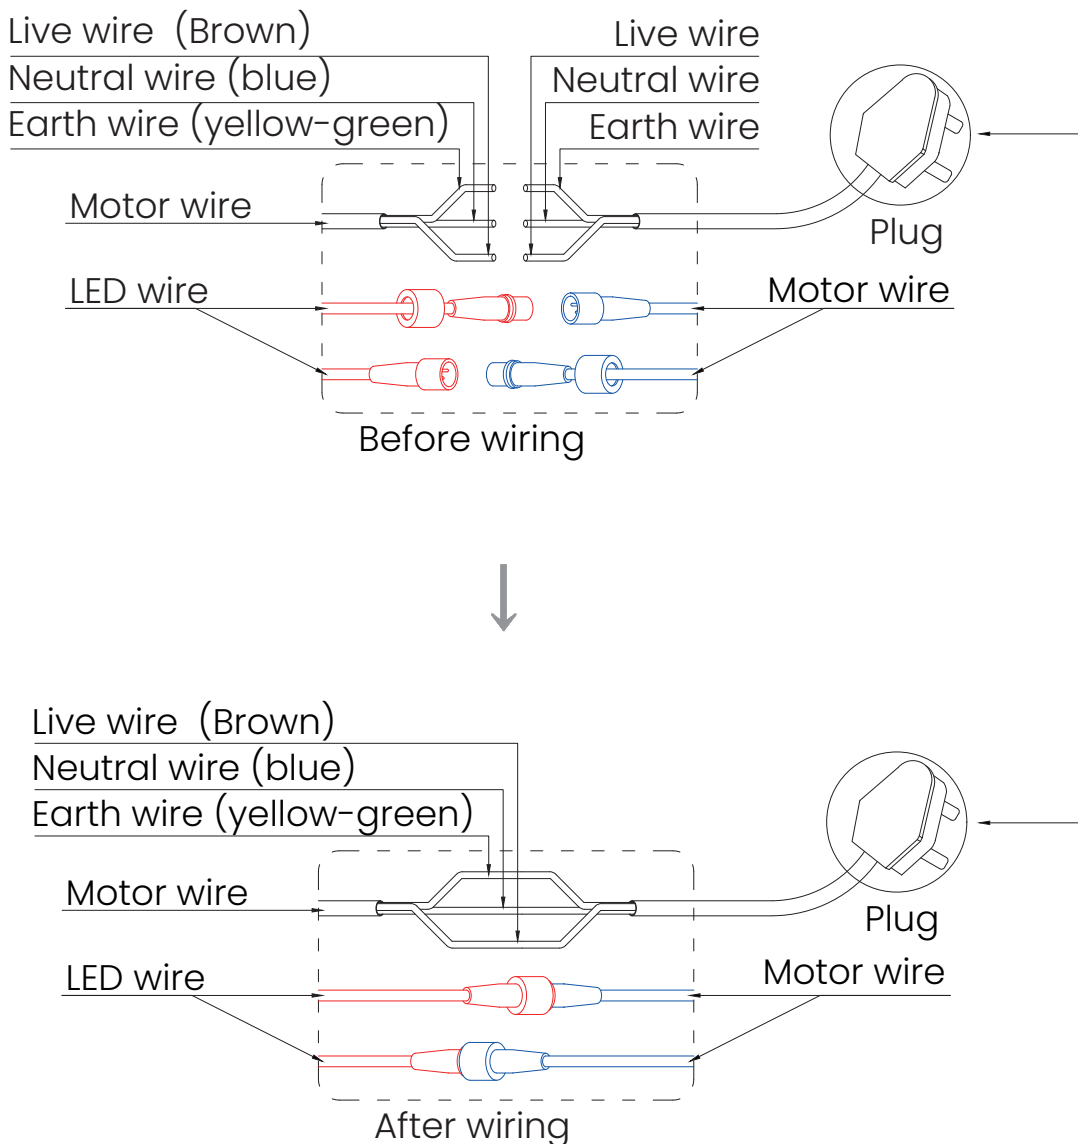 Live wire (Brown)
Live wire
Neutral wire (blue)
Neutral wire
Earth wire (yellow-green)
Earth wire
Motor wire
Plug
LED wire
Motor wire
Before wiring
Live wire (Brown)
Neutral wire (blue)
Earth wire (yellow-green)
Motor wire
Plug
LED wire
Motor wire
After wiring